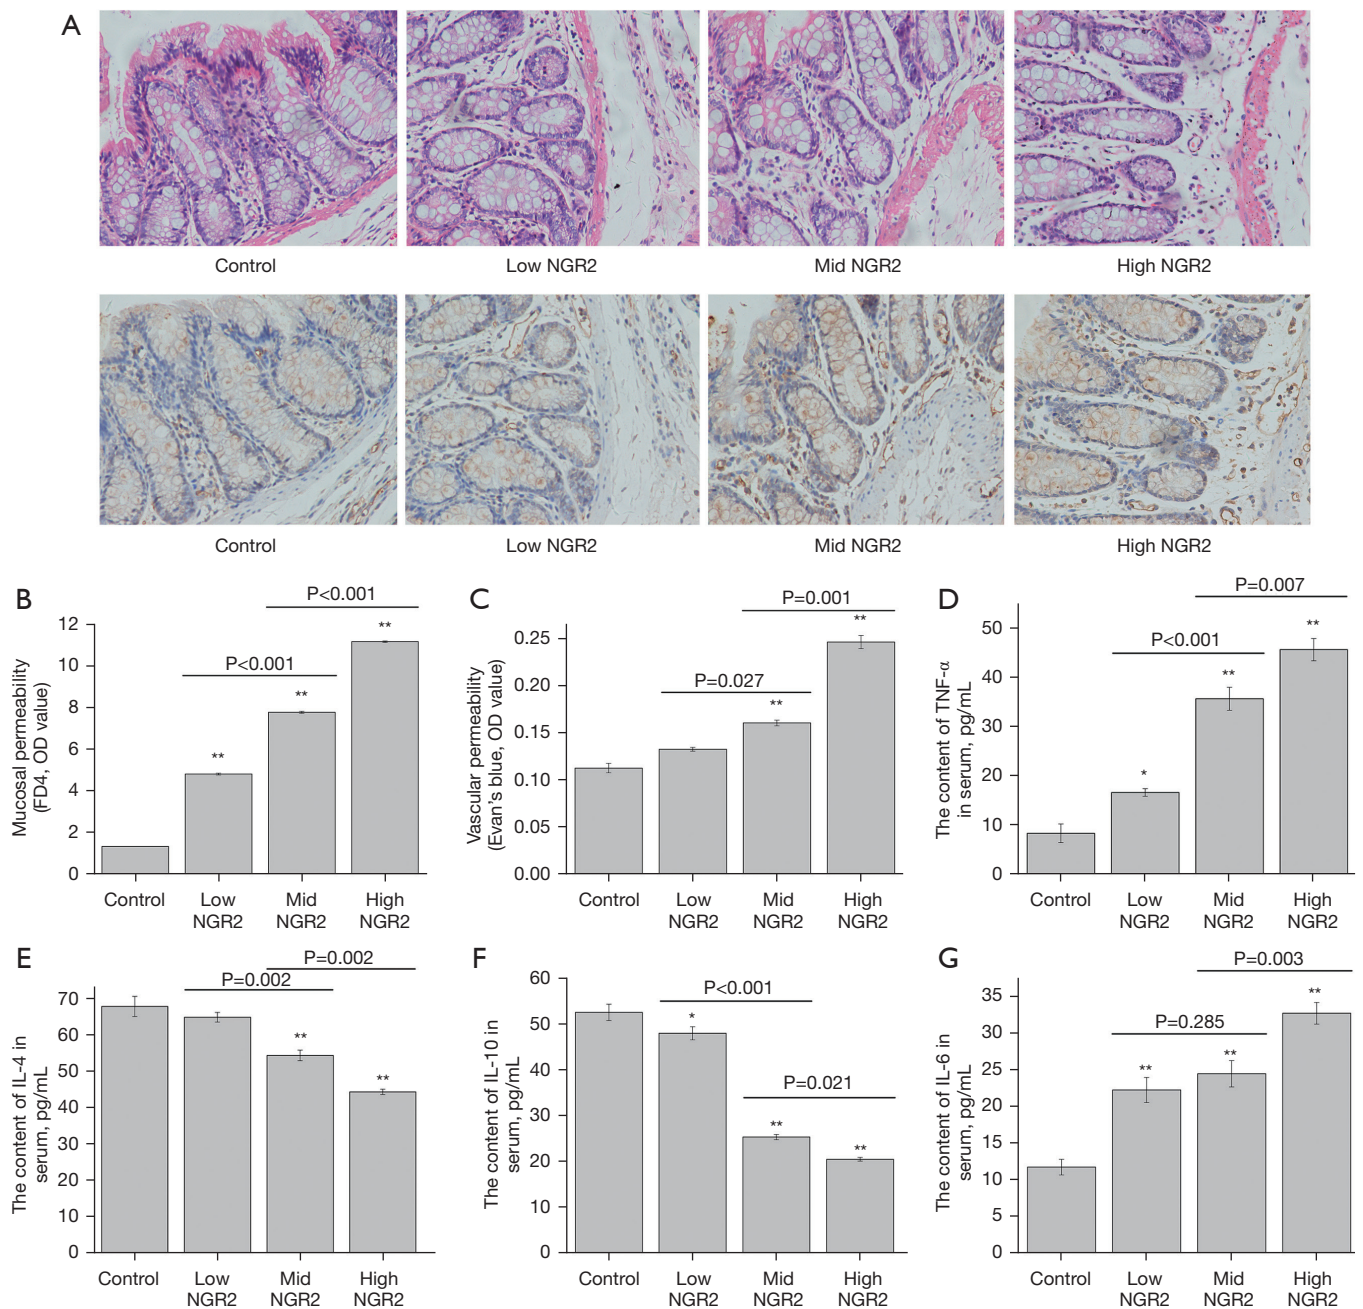 A
Control
Low NGR2
Mid NGR2
High NGR2
Control
Low NGR2
Mid NGR2
High NGR2
B
P<0.001
P<0.001
**
**
**
Mucosal permeability
(FD4, OD value)
12
10
8
6
4
2
0
Control
Low
NGR2
Mid
NGR2
High
NGR2
C
P=0.001
P=0.027
**
**
Vascular permeability
(Evan's blue, OD value)
0.25
0.20
0.15
0.10
0.05
0.00
Control
Low
NGR2
Mid
NGR2
High
NGR2
D
P=0.007
P<0.001
**
**
*
The content of TNF-α
in serum, pg/mL
50
40
30
20
10
0
Control
Low
NGR2
Mid
NGR2
High
NGR2
E
P=0.002
P=0.002
**
**
The content of IL-4 in
serum, pg/mL
70
60
50
40
30
20
10
0
Control
Low
NGR2
Mid
NGR2
High
NGR2
F
P<0.001
*
P=0.021
**
**
The content of IL-10 in
serum, pg/mL
60
50
40
30
20
10
0
Control
Low
NGR2
Mid
NGR2
High
NGR2
G
P=0.003
P=0.285
**
**
**
The content of IL-6 in
serum, pg/mL
35
30
25
20
15
10
5
0
Control
Low
NGR2
Mid
NGR2
High
NGR2